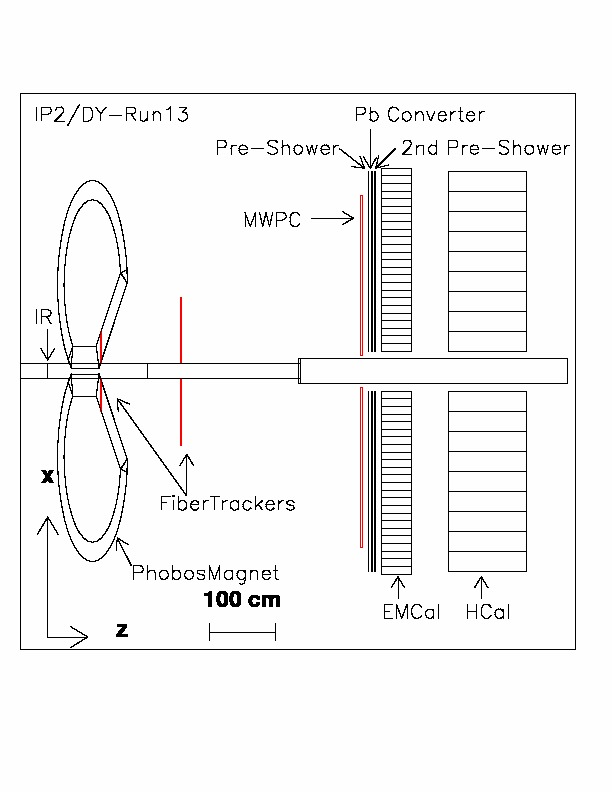 IP2/DY-Run13
Pb Converter
Pre-Shower
2nd Pre-Shower
MWPC
IR
x
FiberTrackers
PhobosMagnet
100 cm
EMCal
HCal
z